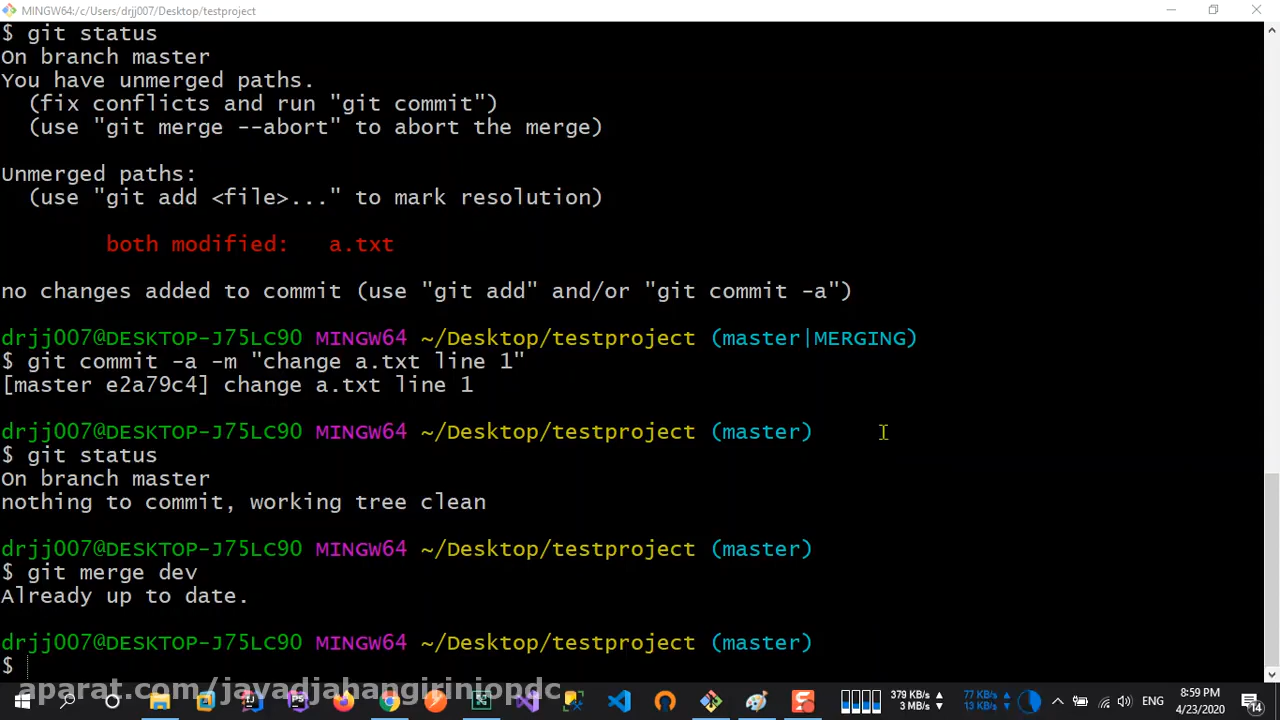 MINGW64:/c/Users/drjj007/Desktop/testproject
$ git status
On branch master
You have unmerged paths.
  (fix conflicts and run "git commit")
  (use "git merge --abort" to abort the merge)
Unmerged paths:
  (use "git add <file>..." to mark resolution)
        both modified:   a.txt
no changes added to commit (use "git add" and/or "git commit -a")
drjj007@DESKTOP-J75LC9O MINGW64 ~/Desktop/testproject (master|MERGING)
$ git commit -a -m "change a.txt line 1"
[master e2a79c4] change a.txt line 1
drjj007@DESKTOP-J75LC9O MINGW64 ~/Desktop/testproject (master)
$ git status
On branch master
nothing to commit, working tree clean
drjj007@DESKTOP-J75LC9O MINGW64 ~/Desktop/testproject (master)
$ git merge dev
Already up to date.
drjj007@DESKTOP-J75LC9O MINGW64 ~/Desktop/testproject (master)
$
aparat.com/javadjahangiriniopdc
379 KB/s
3 MB/s
77 KB/s
13 KB/s
ENG
8:59 PM
4/23/2020
14